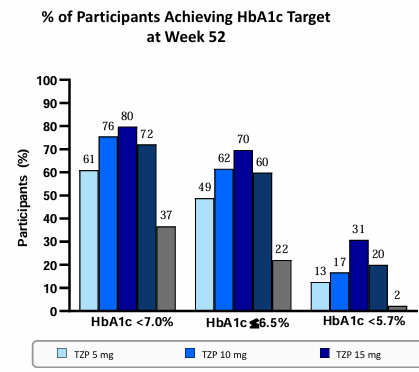 % of Participants Achieving HbA1c Target
at Week 52
Participants (%)
100
90
80
70
60
50
40
30
20
10
0
61
76
80
72
37
49
62
70
60
22
13
17
31
20
2
HbA1c <7.0%
HbA1c ≤6.5%
HbA1c <5.7%
TZP 5 mg
TZP 10 mg
TZP 15 mg